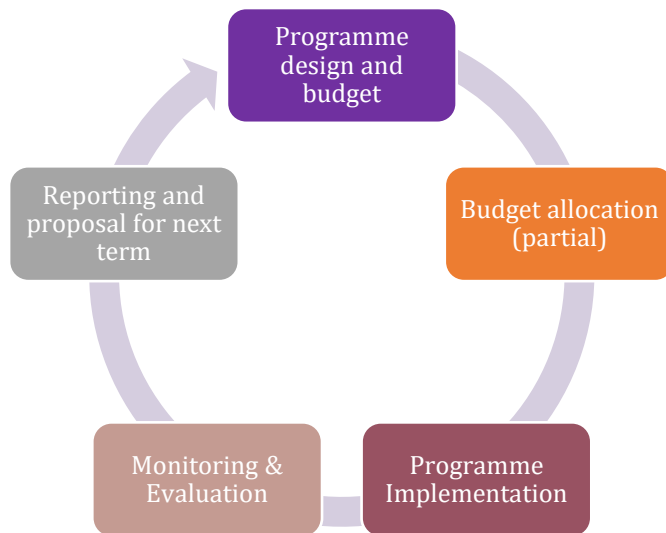 Programme
design and
budget
Budget allocation
(partial)
Programme
Implementation
Monitoring &
Evaluation
Reporting and
proposal for next
term